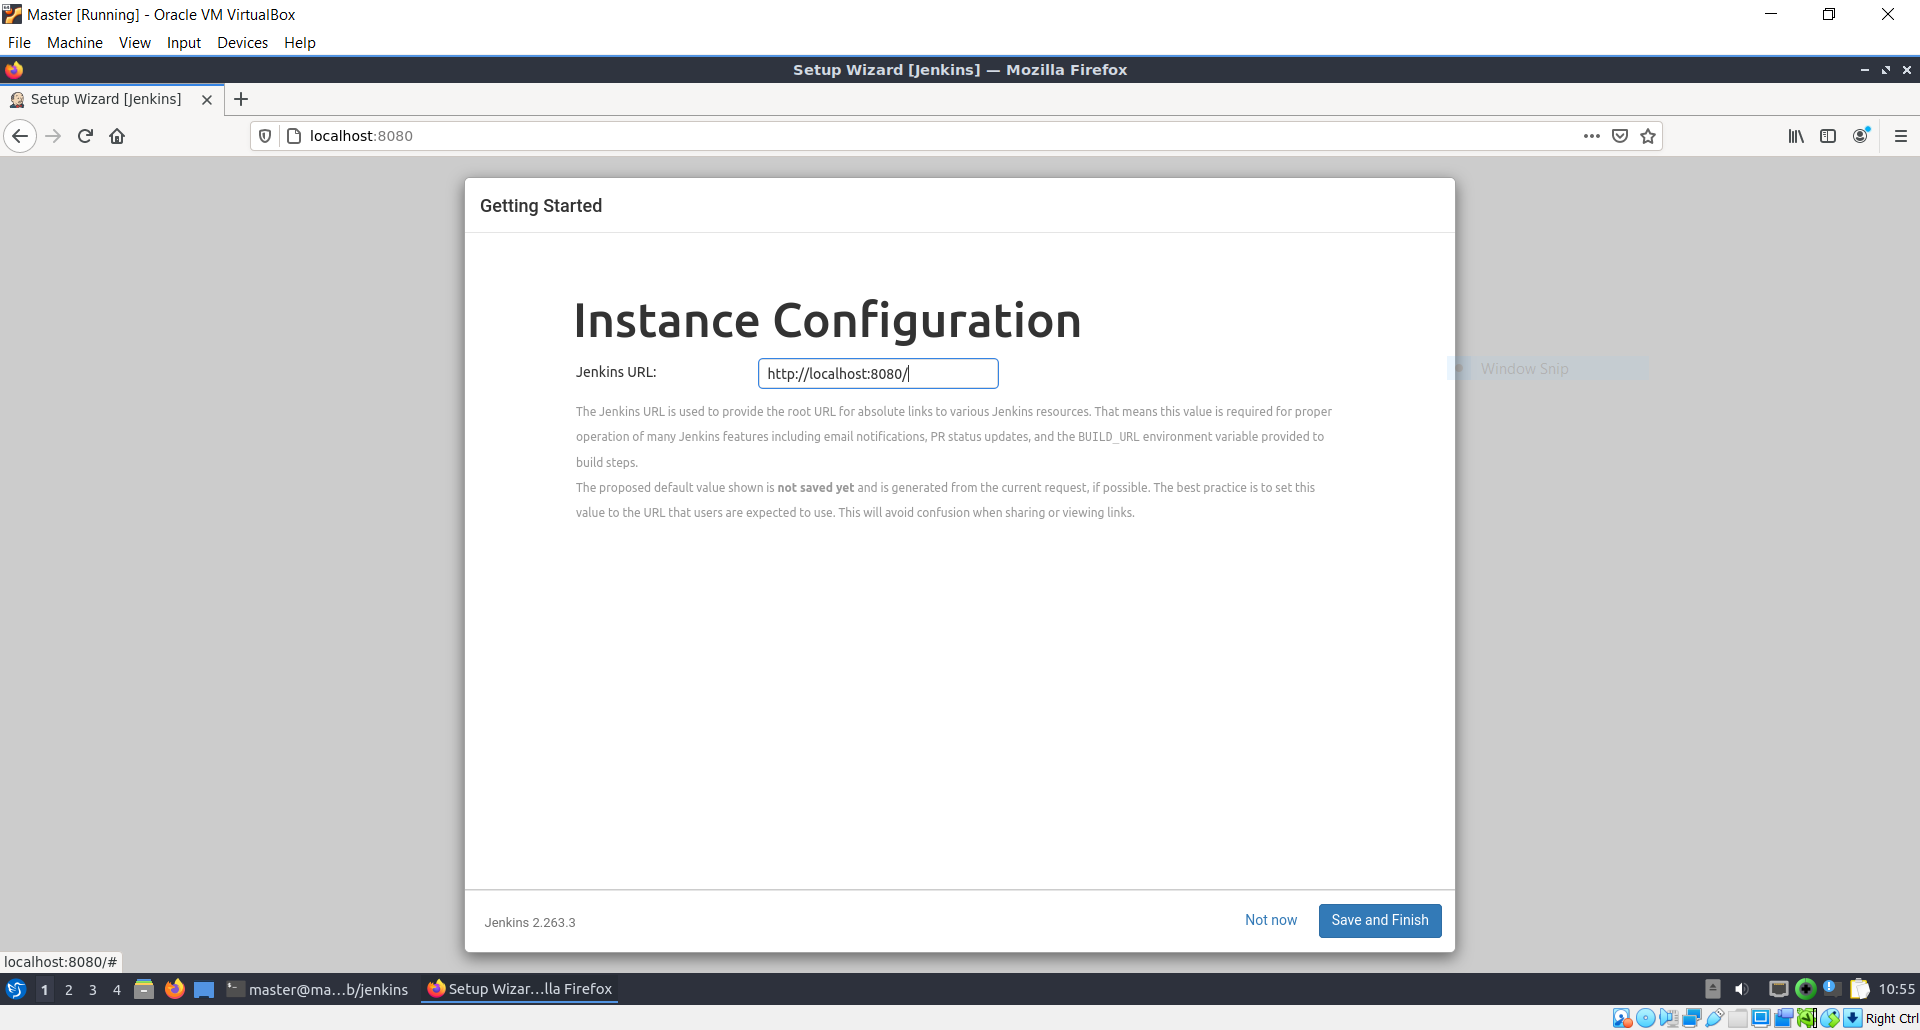 Master [Running] - Oracle VM VirtualBox
File Machine View Input Devices Help
Setup Wizard [Jenkins] — Mozilla Firefox
Setup Wizard [Jenkins]
localhost:8080
Getting Started
Instance Configuration
Jenkins URL: http://localhost:8080/
Window Snip
The Jenkins URL is used to provide the root URL for absolute links to various Jenkins resources. That means this value is required for proper
operation of many Jenkins features including email notifications, PR status updates, and the BUILD_URL environment variable provided to
build steps.
The proposed default value shown is not saved yet and is generated from the current request, if possible. The best practice is to set this
value to the URL that users are expected to use. This will avoid confusion when sharing or viewing links.
Jenkins 2.263.3 Not now Save and Finish
localhost:8080/#
1 2 3 4 master@ma...b/jenkins Setup Wizar...lla Firefox 10:55
Right Ctrl